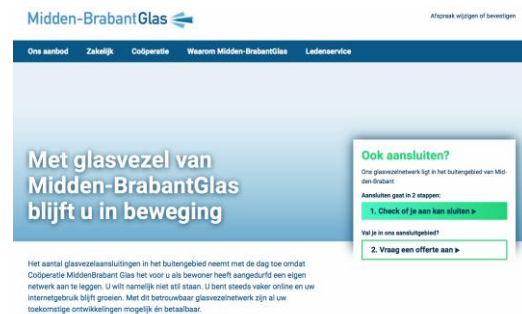 Midden-BrabantGlas
Afspraak wijzigen of bevestigen
Ons aanbod Zakelijk Coöperatie Waarom Midden-BrabantGlas Ledenservice
Met glasvezel van
Midden-BrabantGlas
blijft u in beweging
Ook aansluiten?
Ons glasvezelnetwerk ligt in het buitengebied van Mid-
den-Brabant
Aansluiten gaat in 2 stappen:
1. Check of je aan kan sluiten ▸
Val je in ons aansluitgebied?
2. Vraag een offerte aan ▸
Het aantal glasvezelaansluitingen in het buitengebied neemt met de dag toe omdat
Coöperatie MiddenBrabant Glas het voor u als bewoner heeft aangedurfd een eigen
netwerk aan te leggen. U wilt namelijk niet stil staan. U bent steeds vaker online en uw
internetgebruik blijft groeien. Met dit betrouwbaar glasvezelnetwerk zijn al uw
toekomstige ontwikkelingen mogelijk én betaalbaar.